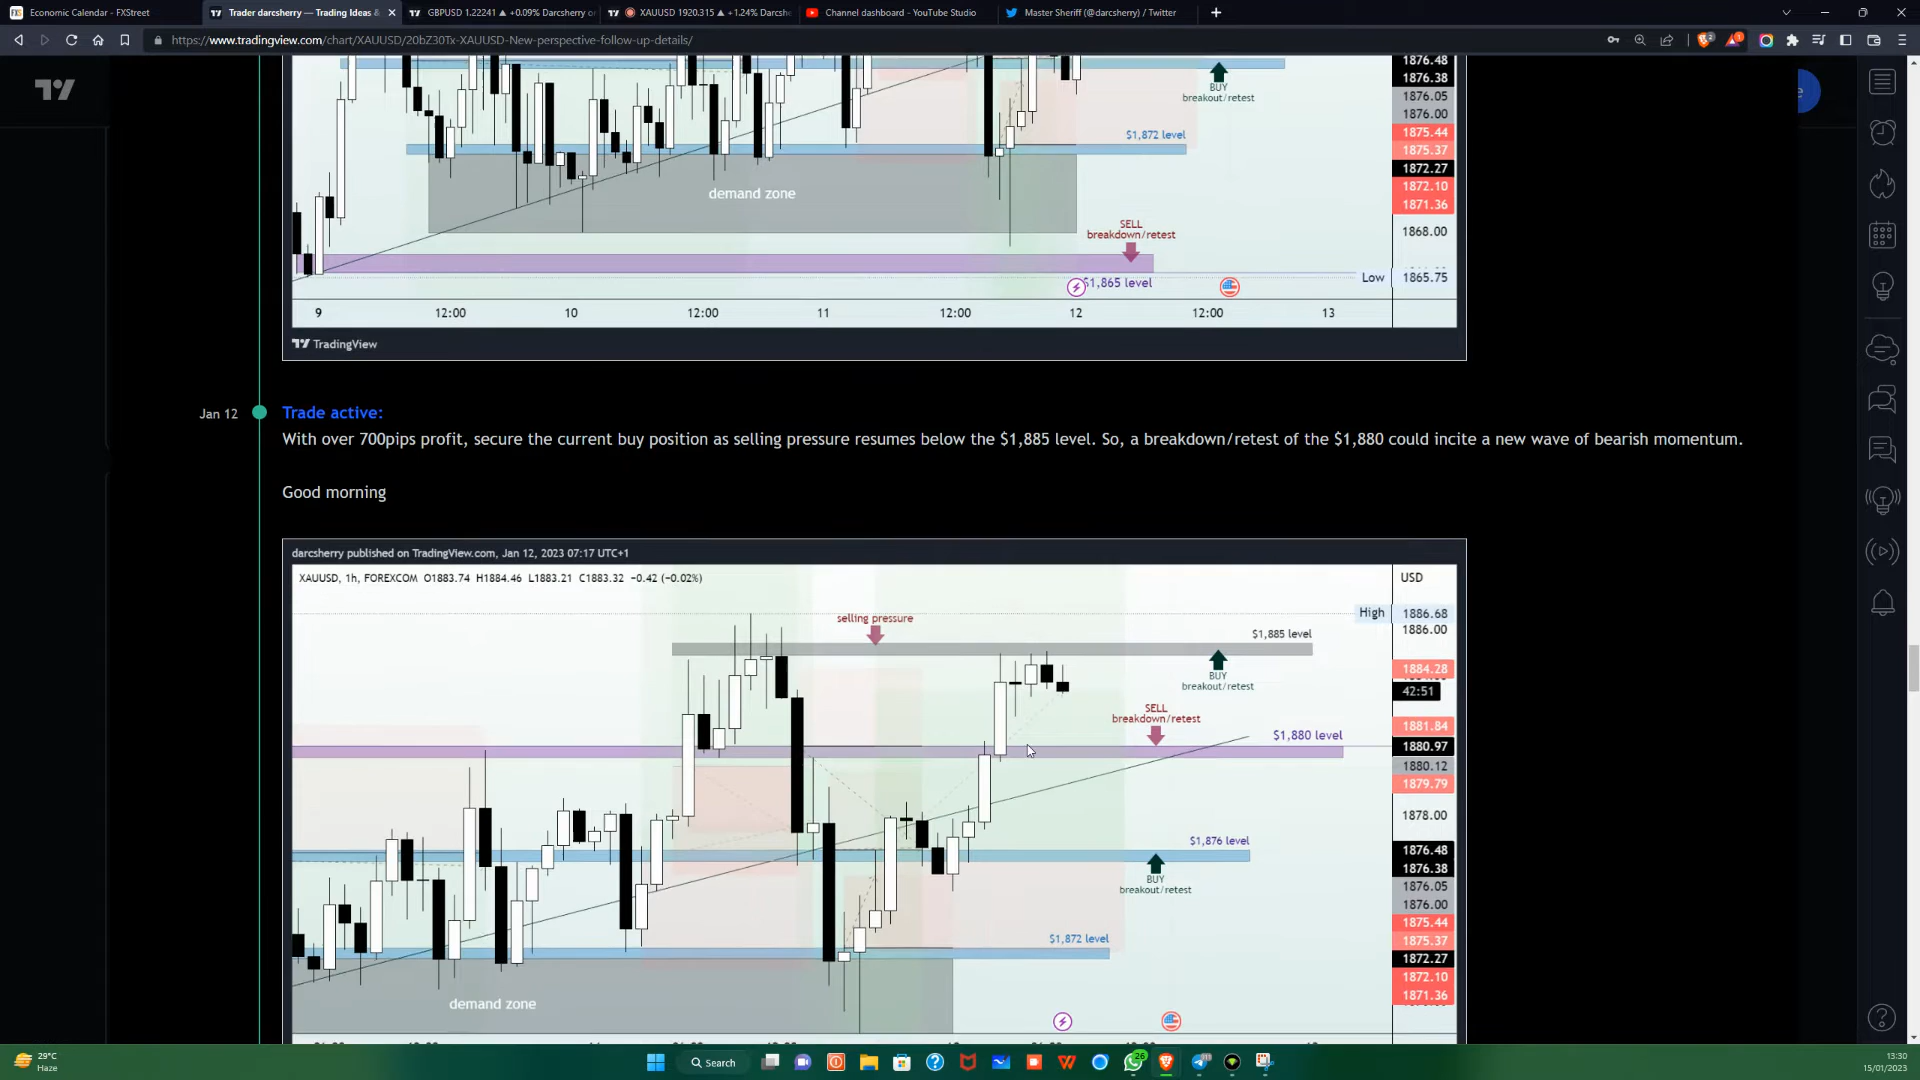 Economic Calendar - FXStreet
Trader darcsherry — Trading Ideas &
GBPUSD 1.22241 ▲ +0.09% Darcsherry or
XAUUSD 1920.315 ▲ +1.24% Darcshe
Channel dashboard - YouTube Studio
Master Sheriff (@darcsherry) / Twitter
https://www.tradingview.com/chart/XAUUSD/20bZ30Tx-XAUUSD-New-perspective-follow-up-details/
1876.48
1876.38
1876.05
1876.00
1875.44
1875.37
1872.27
1872.10
1871.36
1868.00
Low 1865.75
BUY
breakout/retest
$1,872 level
demand zone
SELL
breakdown/retest
$1,865 level
9 12:00 10 12:00 11 12:00 12 12:00 13
TradingView
Jan 12
Trade active:
With over 700pips profit, secure the current buy position as selling pressure resumes below the $1,885 level. So, a breakdown/retest of the $1,880 could incite a new wave of bearish momentum.
Good morning
darcsherry published on TradingView.com, Jan 12, 2023 07:17 UTC+1
XAUUSD, 1h, FOREXCOM O1883.74 H1884.46 L1883.21 C1883.32 −0.42 (−0.02%)
USD
High 1886.68
1886.00
1884.28
42:51
1881.84
1880.97
1880.12
1879.79
1878.00
1876.48
1876.38
1876.05
1876.00
1875.44
1875.37
1872.27
1872.10
1871.36
selling pressure
$1,885 level
BUY
breakout/retest
SELL
breakdown/retest
$1,880 level
$1,876 level
BUY
breakout/retest
$1,872 level
demand zone
29°C
Haze
Search
26
13:30
15/01/2023